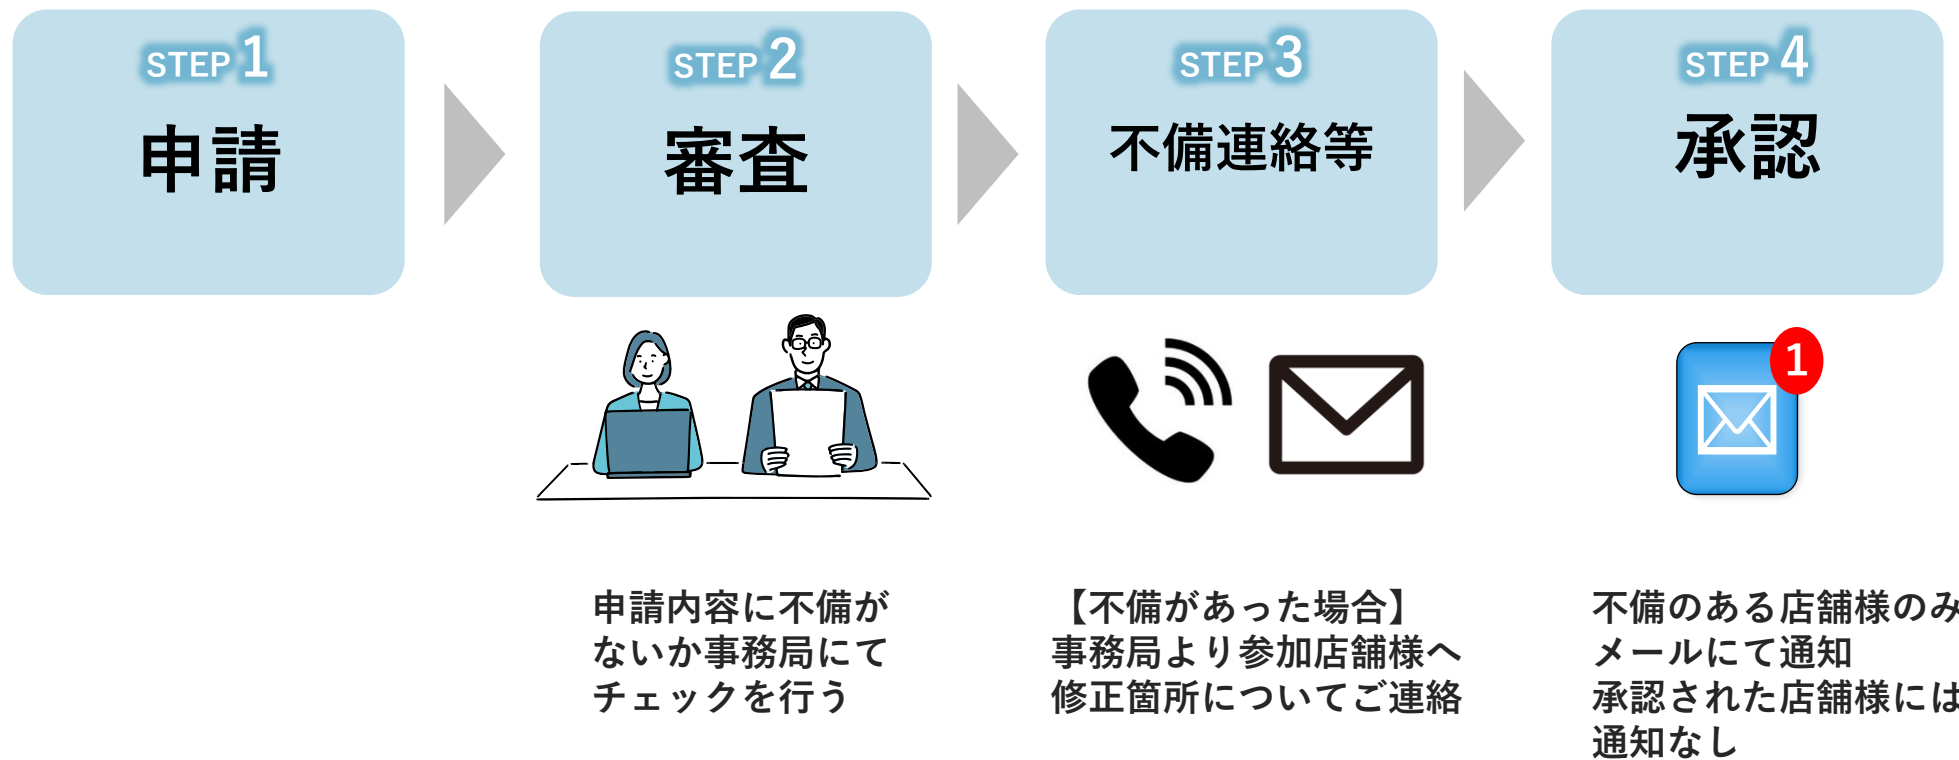 STEP 1
申請
STEP 2
審査
STEP 3
不備連絡等
STEP 4
承認
1
申請内容に不備が
ないか事務局にて
チェックを行う
【不備があった場合】
事務局より参加店舗様へ
修正箇所についてご連絡
不備のある店舗様のみ
メールにて通知
承認された店舗様には
通知なし